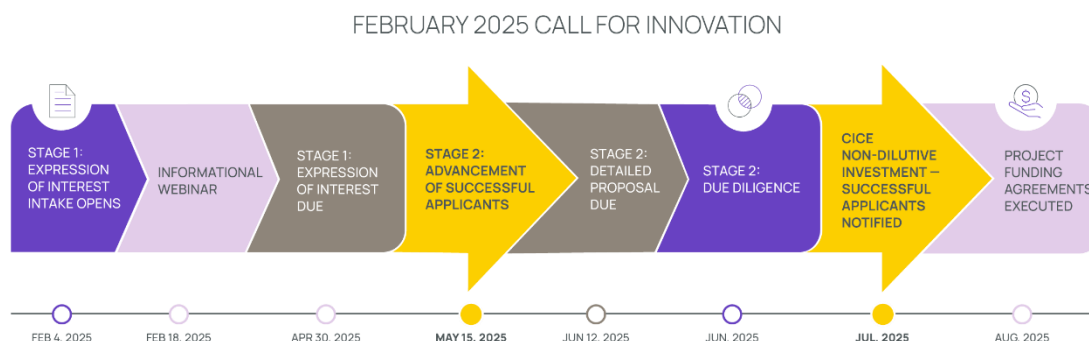 FEBRUARY 2025 CALL FOR INNOVATION
STAGE 1:
EXPRESSION
OF INTEREST
INTAKE OPENS
INFORMATIONAL
WEBINAR
STAGE 1:
EXPRESSION
OF INTEREST
DUE
STAGE 2:
ADVANCEMENT
OF SUCCESSFUL
APPLICANTS
STAGE 2:
DETAILED
PROPOSAL
DUE
STAGE 2:
DUE DILIGENCE
CICE
NON-DILUTIVE
INVESTMENT —
SUCCESSFUL
APPLICANTS
NOTIFIED
$
PROJECT
FUNDING
AGREEMENTS
EXECUTED
FEB 4, 2025
FEB 18, 2025
APR 30, 2025
MAY 15, 2025
JUN 12, 2025
JUN, 2025
JUL, 2025
AUG, 2025